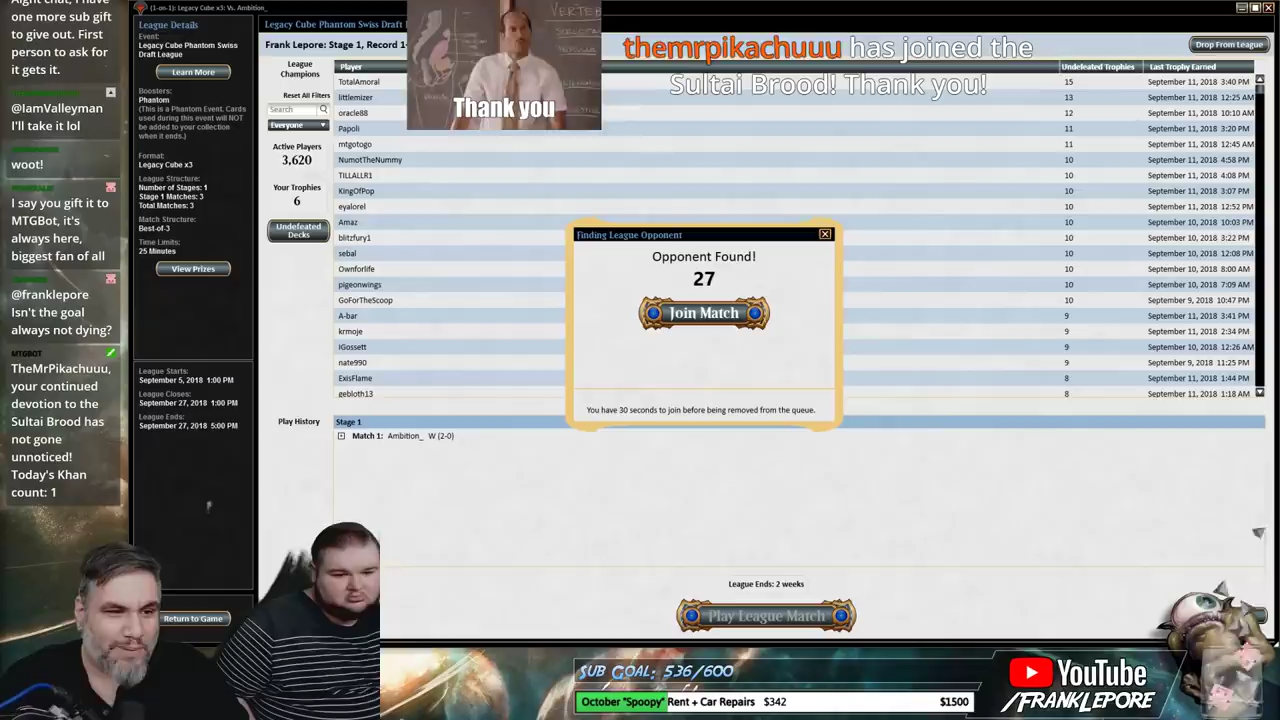 Aight chat, I have
one more sub gift
to give out. First
person to ask for
it gets it.
@IamValleyman
I'll take it lol
woot!
I say you gift it to
MTGBot, it's
always here,
biggest fan of all
@franklepore
Isn't the goal
always not dying?
MTGBOT
TheMrPikachuuu,
your continued
devotion to the
Sultai Brood has
not gone
unnoticed!
Today's Khan
count: 1
(1-on-1): Legacy Cube x3: Vs. Ambition_
League Details
Event:
Legacy Cube Phantom Swiss
Draft League
Learn More
Boosters:
Phantom
(This is a Phantom Event. Cards
used during this event will NOT
be added to your collection
when it ends.)
Format:
Legacy Cube x3
League Structure:
Number of Stages: 1
Stage 1 Matches: 3
Total Matches: 3
Match Structure:
Best-of-3
Time Limits:
25 Minutes
View Prizes
League Starts:
September 5, 2018 1:00 PM
League Closes:
September 27, 2018 1:00 PM
League Ends:
September 27, 2018 5:00 PM
Return to Game
Legacy Cube Phantom Swiss Draft
Frank Lepore: Stage 1, Record 1-
Drop From League
League
Champions
Reset All Filters
Search
Everyone
Active Players
3,620
Your Trophies
6
Undefeated
Decks
Player Undefeated Trophies Last Trophy Earned
TotalAmoral 15 September 11, 2018 3:40 PM
littlemizer 13 September 11, 2018 12:25 AM
oracle88 12 September 11, 2018 10:10 AM
Papoli 11 September 11, 2018 3:20 PM
mtgotogo 11 September 11, 2018 12:45 AM
NumotTheNummy 10 September 11, 2018 4:58 PM
TILLALLR1 10 September 11, 2018 4:08 PM
KingOfPop 10 September 11, 2018 3:07 PM
eyalorel 10 September 11, 2018 12:52 PM
Amaz 10 September 10, 2018 10:03 PM
blitzfury1 10 September 10, 2018 3:22 PM
sebal 10 September 10, 2018 12:08 PM
Ownforlife 10 September 10, 2018 8:00 AM
pigeonwings 10 September 10, 2018 7:09 AM
GoForTheScoop 10 September 9, 2018 10:47 PM
A-bar 9 September 11, 2018 3:41 PM
krmoje 9 September 11, 2018 2:34 PM
IGossett 9 September 10, 2018 12:26 AM
nate990 9 September 9, 2018 11:25 PM
ExisFlame 8 September 11, 2018 1:44 PM
gebloth13 8 September 11, 2018 1:18 AM
VERTEB
Thank you
themrpikachuuu has joined the
Sultai Brood! Thank you!
Finding League Opponent
Opponent Found!
27
Join Match
You have 30 seconds to join before being removed from the queue.
Play History
Stage 1
Match 1: Ambition_ W (2-0)
League Ends: 2 weeks
Play League Match
SUB GOAL: 536/600
October "Spoopy" Rent + Car Repairs $342 $1500
YouTube
/FRANKLEPORE